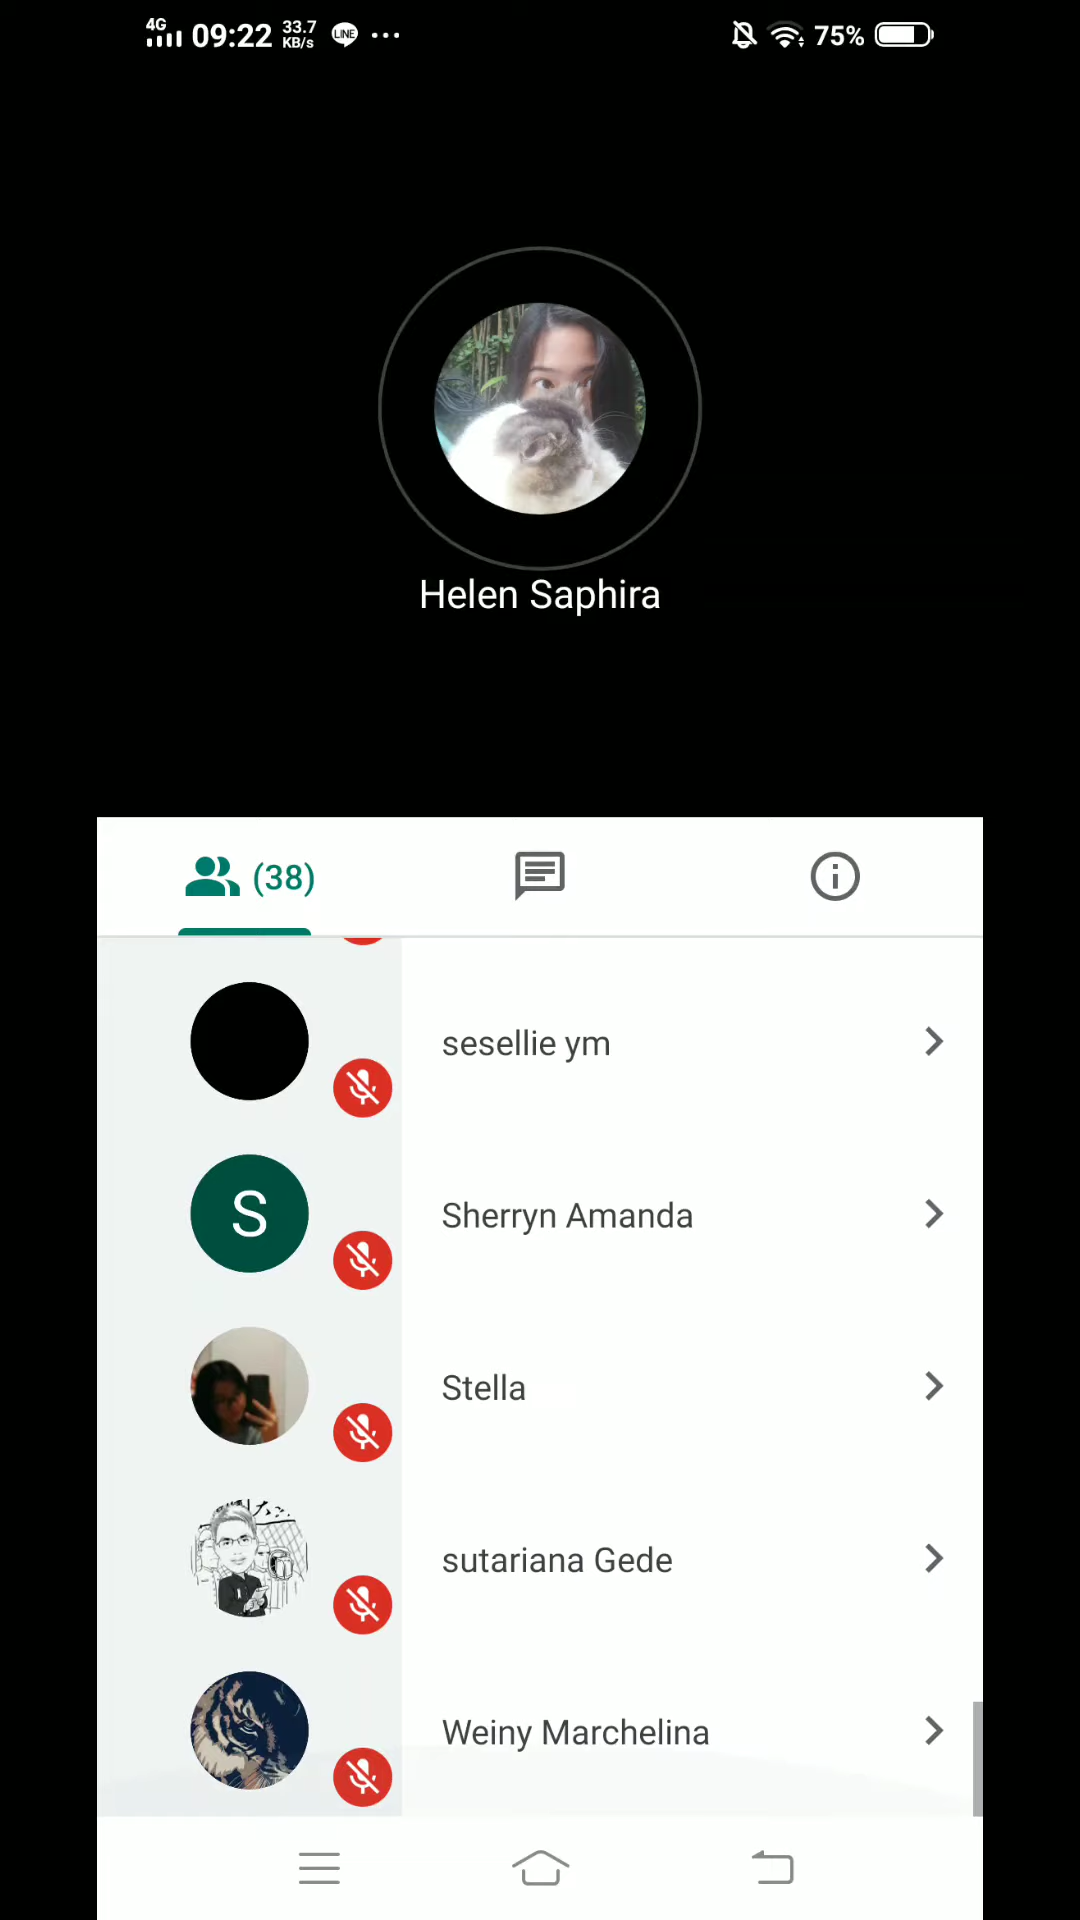 4G 09:22 33.7 KB/s LINE ... 75%
Helen Saphira
(38)
sesellie ym
S
Sherryn Amanda
Stella
sutariana Gede
Weiny Marchelina